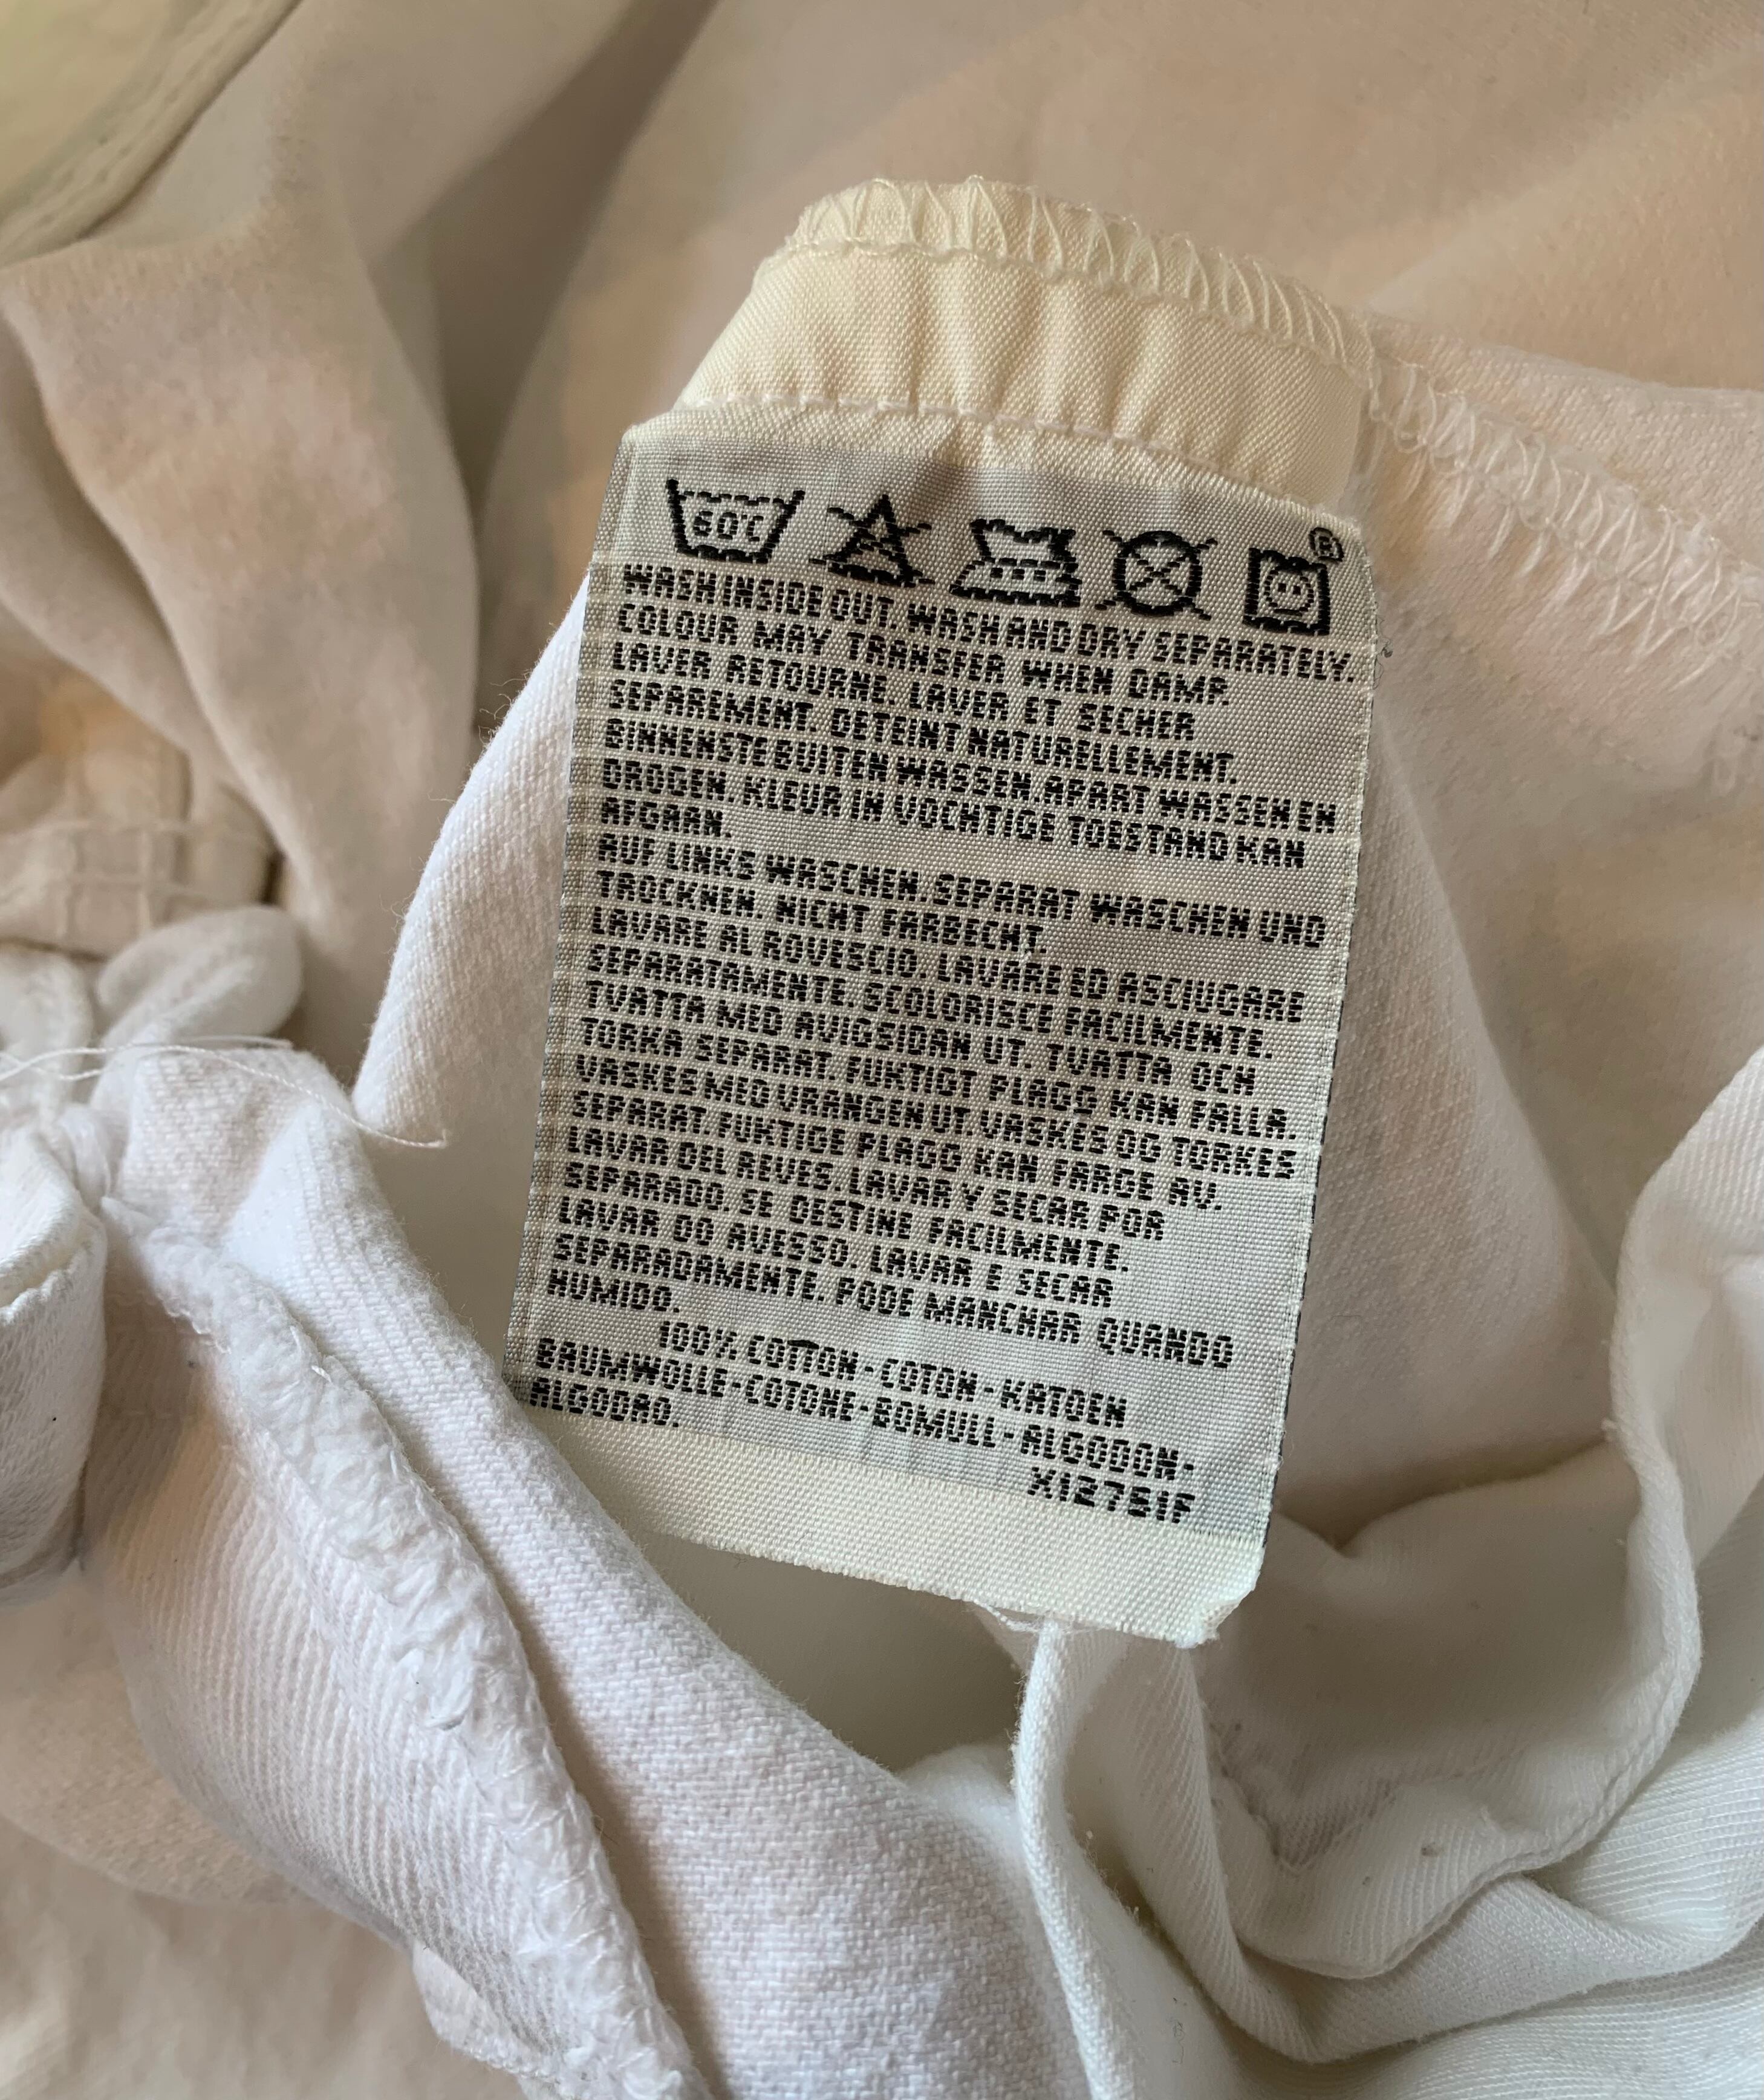 60°C
®
WASH INSIDE OUT. WASH AND DRY SEPARATELY.
COLOUR MAY TRANSFER WHEN DAMP.
LAVER RETOURNE. LAVER ET SECHER
SEPAREMENT. DETEINT NATURELLEMENT.
BINNENSTE BUITEN WASSEN. APART WASSEN EN
DROGEN. KLEUR IN VOCHTIGE TOESTAND KAN
AFGAAN.
AUF LINKS WASCHEN. SEPARAT WASCHEN UND
TROCKNEN. NICHT FARBECHT.
LAVARE AL ROVESCIO. LAVARE ED ASCIUGARE
SEPARATAMENTE. SCOLORISCE FACILMENTE.
TVATTA MED AVIGSIDAN UT. TVATTA OCH
TORKA SEPARAT. FUKTIGT PLAGG KAN FALLA.
VASKES MED VRANGEN UT VASKES OG TORKES
SEPARAT. FUKTIGE PLAGG KAN FARGE AV.
LAVAR DEL REVES. LAVAR Y SECAR POR
SEPARADO. SE DESTINE FACILMENTE.
LAVAR DO AVESSO. LAVAR E SECAR
SEPARADAMENTE. PODE MANCHAR QUANDO
HUMIDO.
100% COTTON - COTON - KATOEN
BAUMWOLLE - COTONE - BOMULL - ALGODON -
ALGODAO.
X12751F